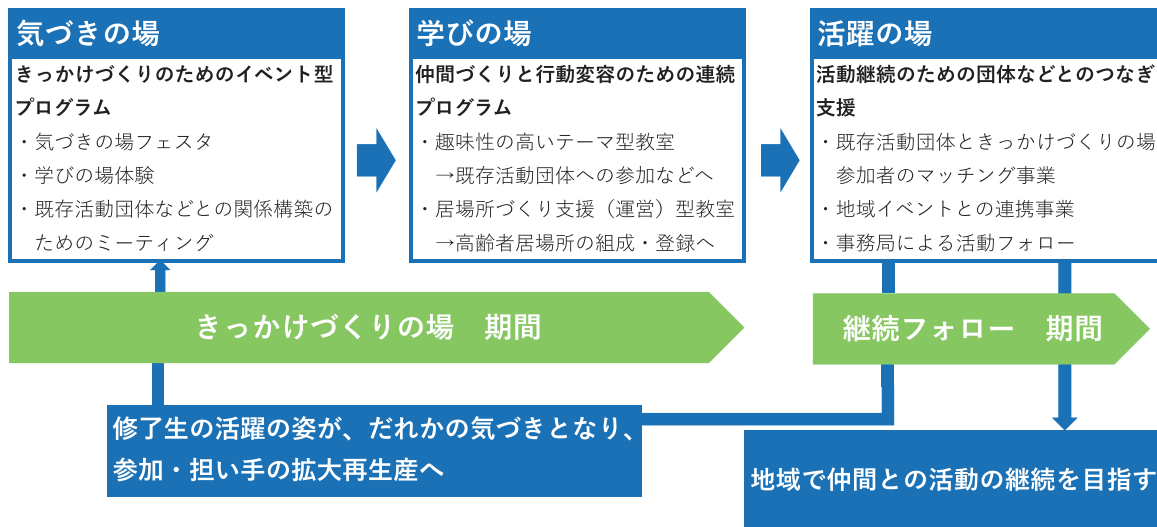 気づきの場
きっかけづくりのためのイベント型
プログラム
・気づきの場フェスタ
・学びの場体験
・既存活動団体などとの関係構築の
ためのミーティング
学びの場
仲間づくりと行動変容のための連続
プログラム
・趣味性の高いテーマ型教室
→既存活動団体への参加などへ
・居場所づくり支援（運営）型教室
→高齢者居場所の組成・登録へ
活躍の場
活動継続のための団体などとのつなぎ
支援
・既存活動団体ときっかけづくりの場
参加者のマッチング事業
・地域イベントとの連携事業
・事務局による活動フォロー
きっかけづくりの場　期間
継続フォロー　期間
修了生の活躍の姿が、だれかの気づきとなり、
参加・担い手の拡大再生産へ
地域で仲間との活動の継続を目指す